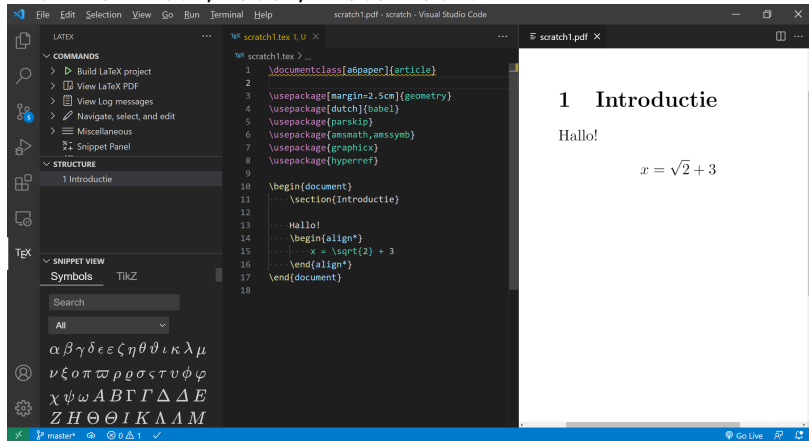 File Edit Selection View Go Run Terminal Help
scratch1.pdf - scratch - Visual Studio Code
LATEX
COMMANDS
Build LaTeX project
View LaTeX PDF
View Log messages
Navigate, select, and edit
Miscellaneous
Snippet Panel
STRUCTURE
1 Introductie
TEX
SNIPPET VIEW
Symbols TikZ
Search
All
α β γ δ ϵ ε ζ η θ ϑ ι κ λ μ
ν ξ ο π ϖ ρ ϱ σ ς τ υ ϕ φ
χ ψ ω A B Γ Γ Δ Δ E
Z H Θ Θ I K Λ Λ M
TEX scratch1.tex 1, U
TEX scratch1.tex > ...
1 \documentclass[a6paper]{article}
2
3 \usepackage[margin=2.5cm]{geometry}
4 \usepackage[dutch]{babel}
5 \usepackage{parskip}
6 \usepackage{amsmath,amssymb}
7 \usepackage{graphicx}
8 \usepackage{hyperref}
9
10 \begin{document}
11 \section{Introductie}
12
13 Hallo!
14 \begin{align*}
15 x = \sqrt{2} + 3
16 \end{align*}
17 \end{document}
18
scratch1.pdf
1 Introductie
Hallo!
x = √2 + 3
master* 0 1
Go Live